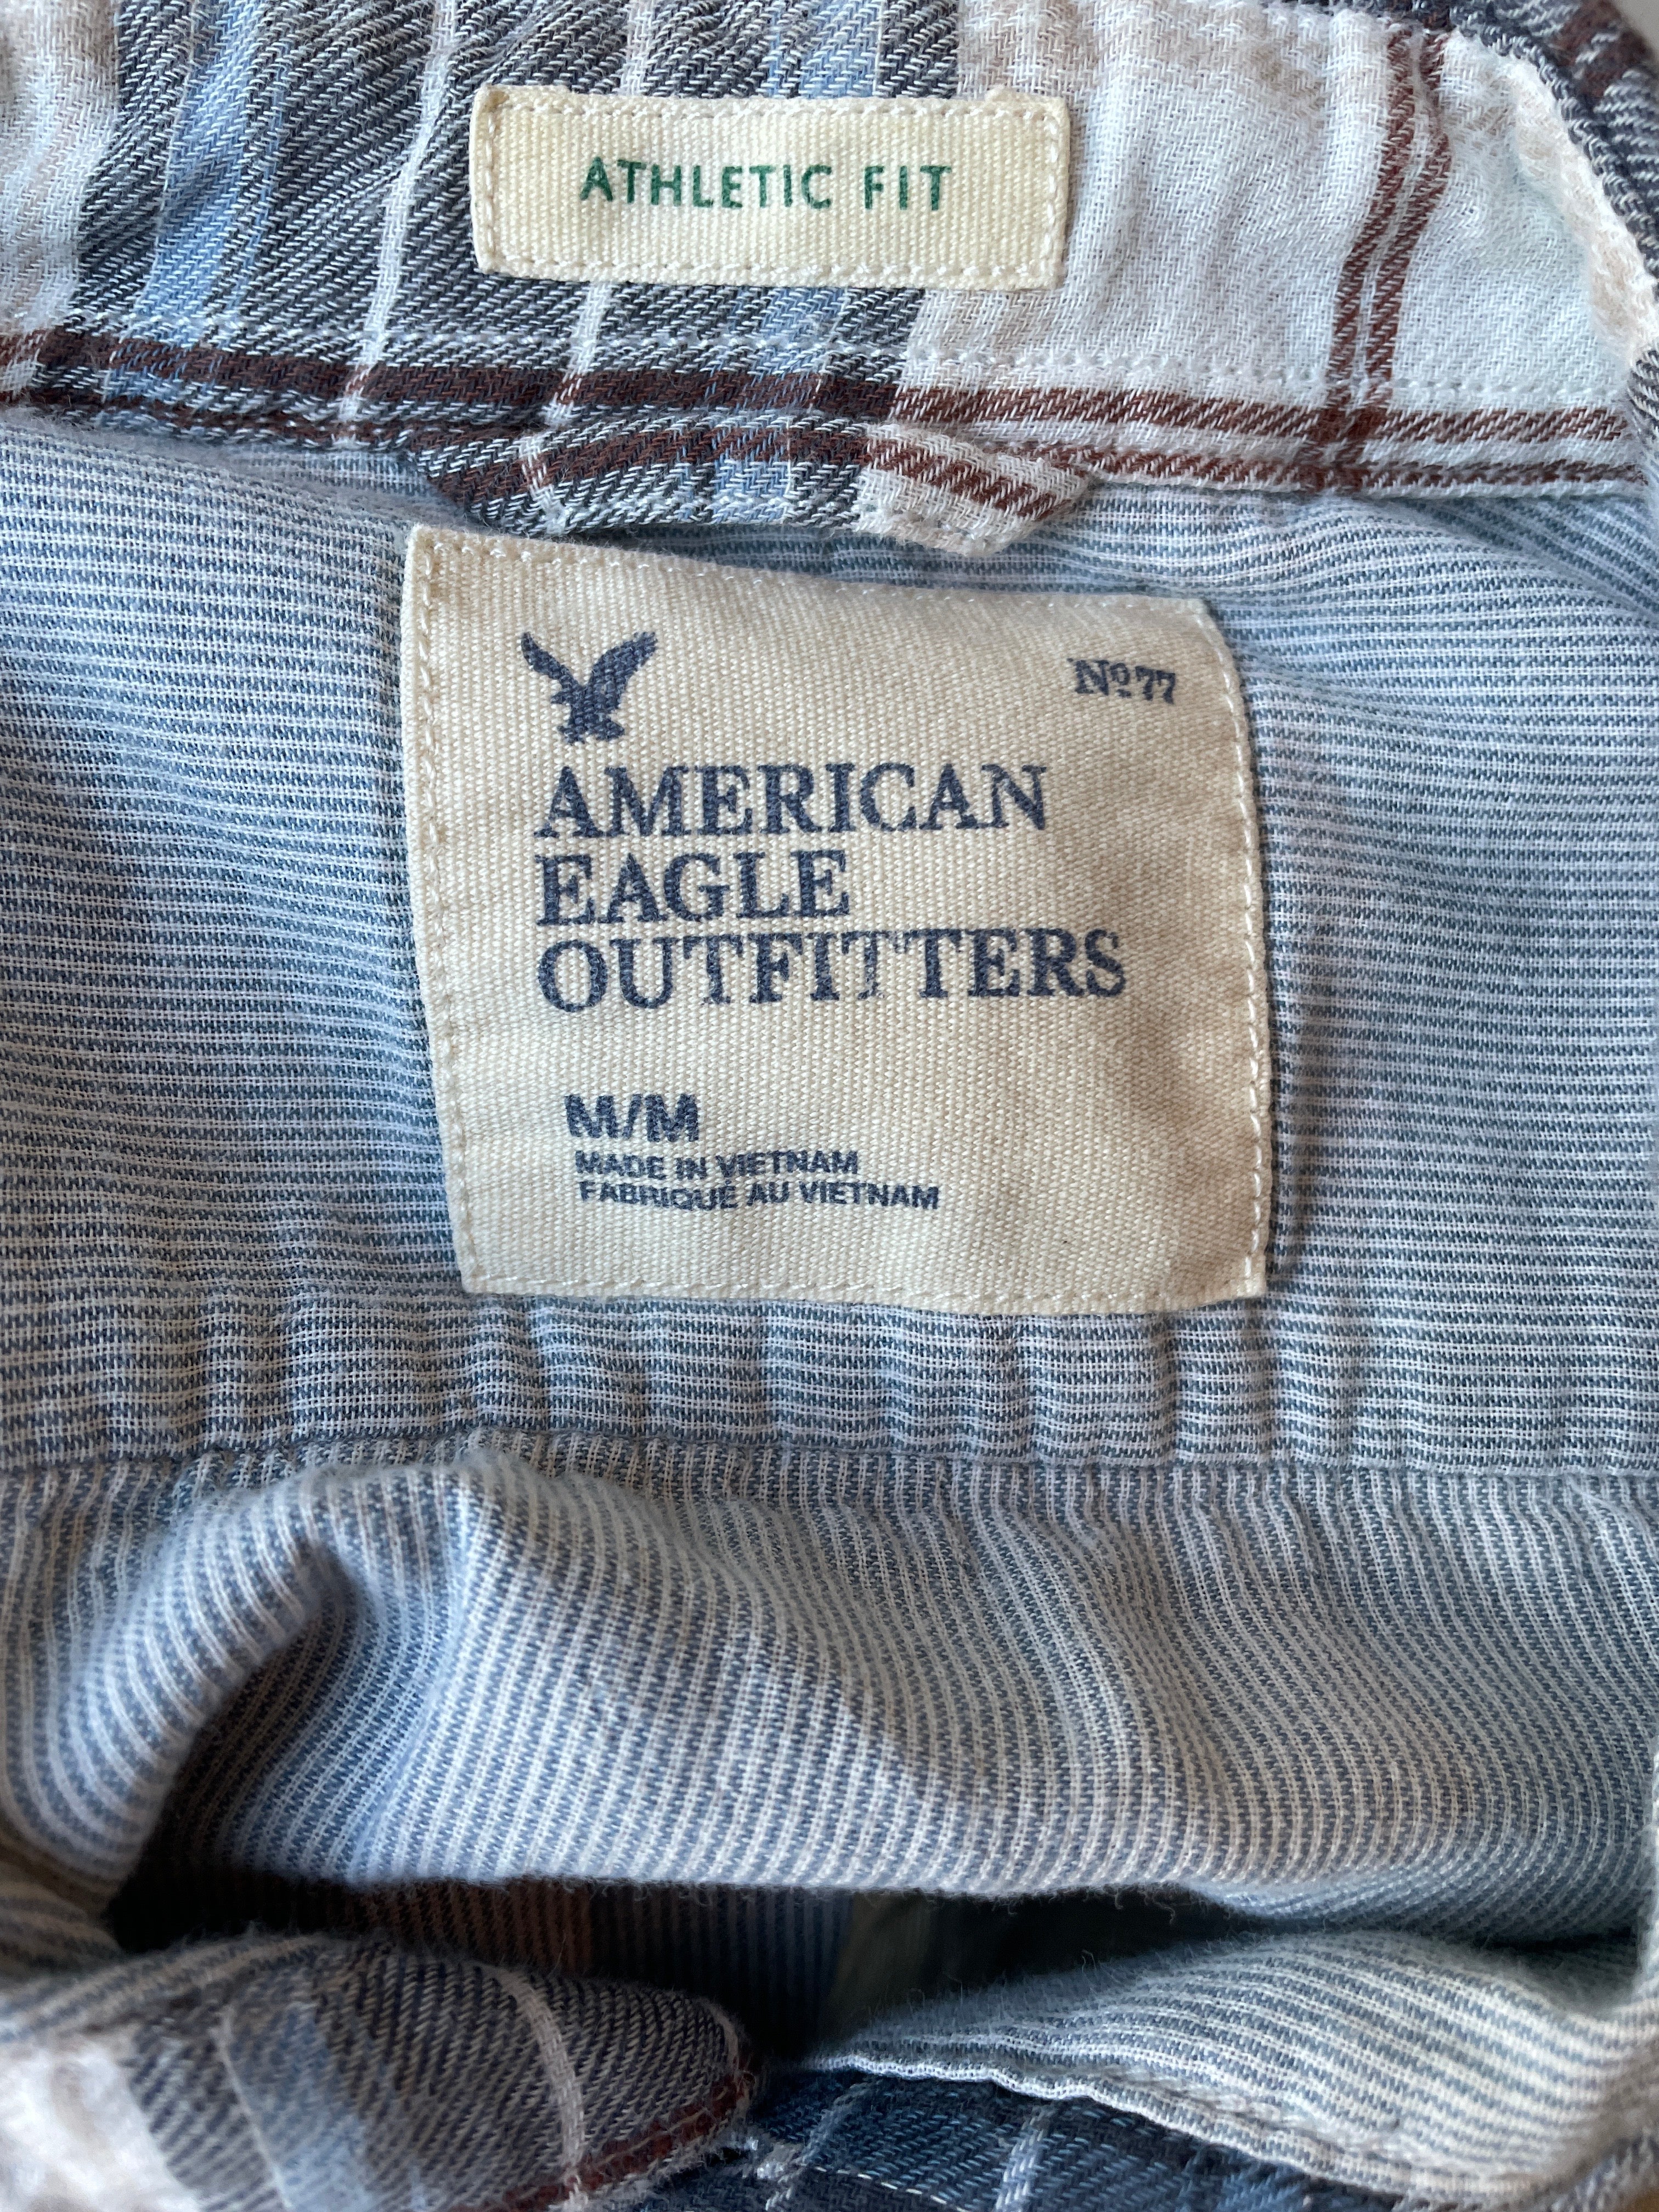 ATHLETIC FIT
Nº77
AMERICAN
EAGLE
OUTFITTERS
M/M
MADE IN VIETNAM
FABRIQUÉ AU VIETNAM